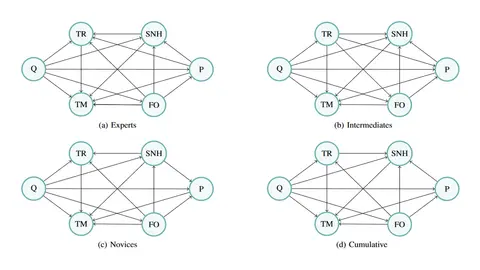 TR SNH
Q P
TM FO
(a) Experts
TR SNH
Q P
TM FO
(b) Intermediates
TR SNH
Q P
TM FO
(c) Novices
TR SNH
Q P
TM FO
(d) Cumulative